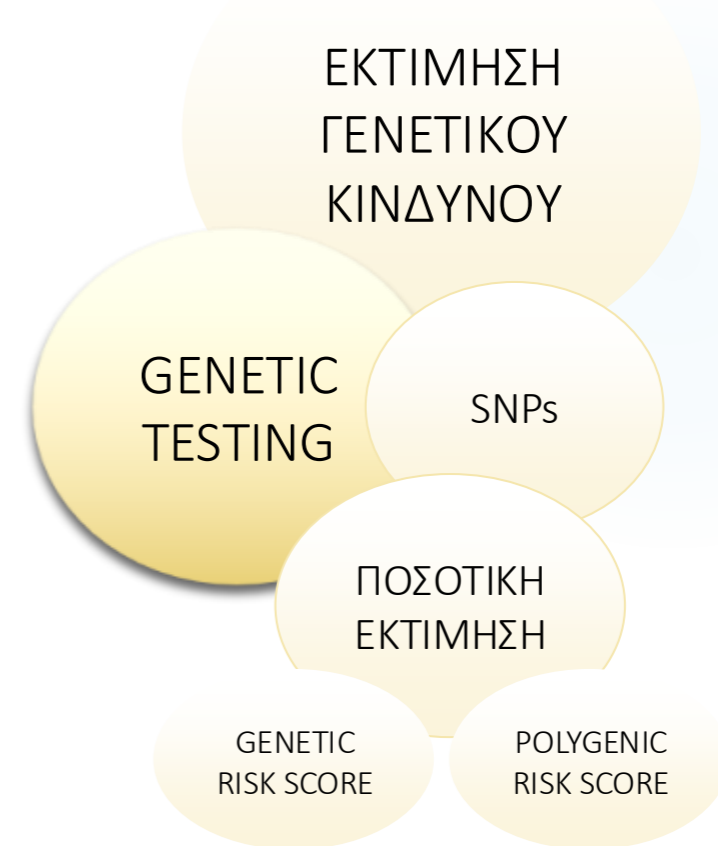 ΕΚΤΙΜΗΣΗ
ΓΕΝΕΤΙΚΟΥ
ΚΙΝΔΥΝΟΥ
GENETIC
TESTING
SNPs
ΠΟΣΟΤΙΚΗ
ΕΚΤΙΜΗΣΗ
GENETIC
RISK SCORE
POLYGENIC
RISK SCORE